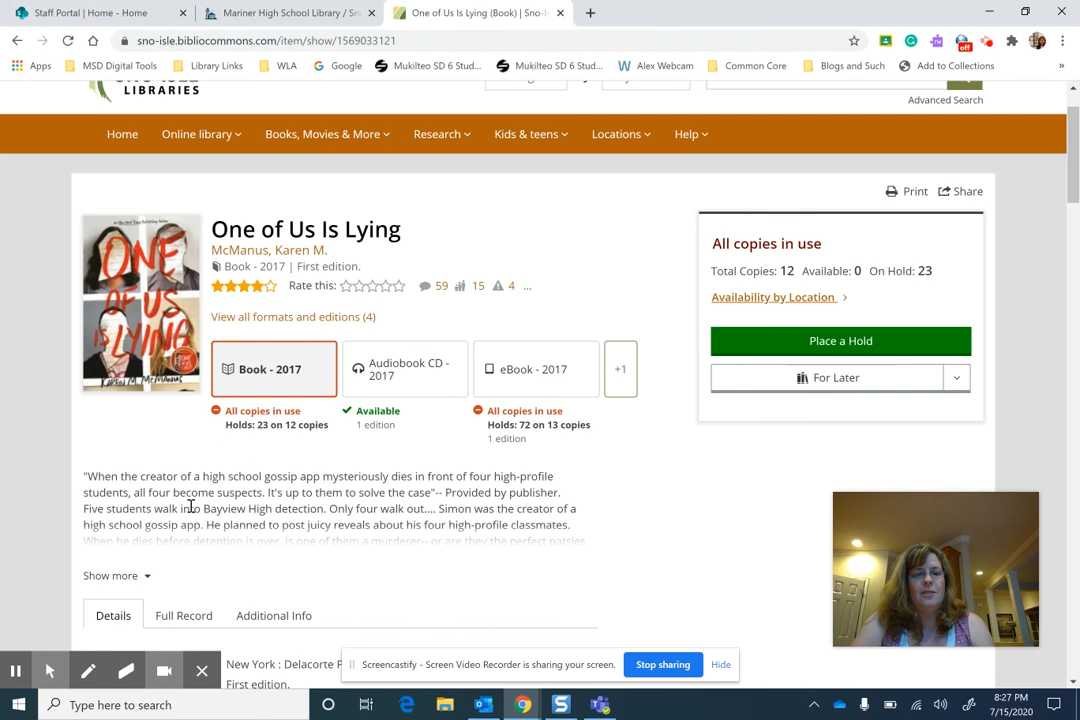 Staff Portal | Home - Home
Mariner High School Library / Sn
One of Us Is Lying (Book) | Sno-Is
sno-isle.bibliocommons.com/item/show/1569033121
off
Apps
MSD Digital Tools
Library Links
WLA
Google
Mukilteo SD 6 Stud...
Mukilteo SD 6 Stud...
Alex Webcam
Common Core
Blogs and Such
Add to Collections
»
LIBRARIES
Advanced Search
Home
Online library
Books, Movies & More
Research
Kids & teens
Locations
Help
Print
Share
ONE
OF US
IS LYING
KAREN M. McMANUS
One of Us Is Lying
McManus, Karen M.
Book - 2017 | First edition.
Rate this:
59
15
4
...
View all formats and editions (4)
Book - 2017
Audiobook CD -
2017
eBook - 2017
+1
All copies in use
Holds: 23 on 12 copies
Available
1 edition
All copies in use
Holds: 72 on 13 copies
1 edition
All copies in use
Total Copies: 12 Available: 0 On Hold: 23
Availability by Location
Place a Hold
For Later
"When the creator of a high school gossip app mysteriously dies in front of four high-profile
students, all four become suspects. It's up to them to solve the case"-- Provided by publisher.
Five students walk into Bayview High detention. Only four walk out.... Simon was the creator of a
high school gossip app. He planned to post juicy reveals about his four high-profile classmates.
When he dies before detention is over, is one of them a murderer-- or are they the perfect patsies
Show more
Details
Full Record
Additional Info
New York : Delacorte P
First edition.
Screencastify - Screen Video Recorder is sharing your screen.
Stop sharing
Hide
Type here to search
8:27 PM
7/15/2020